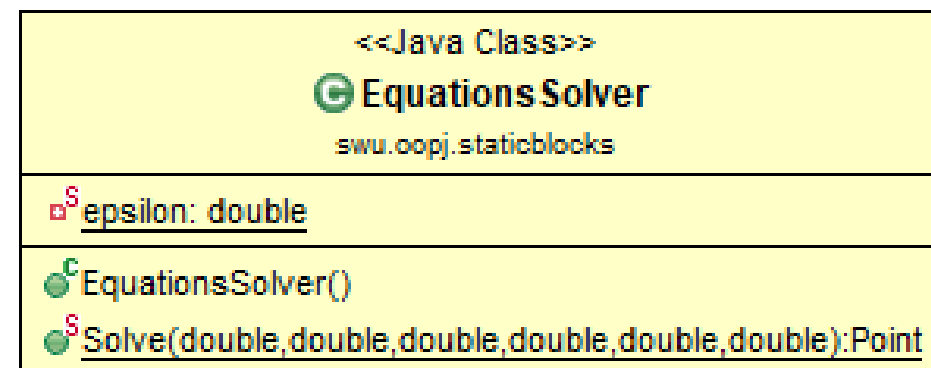 <<Java Class>>
C EquationsSolver
swu.oopj.staticblocks
S epsilon: double
C EquationsSolver()
S Solve(double,double,double,double,double,double):Point